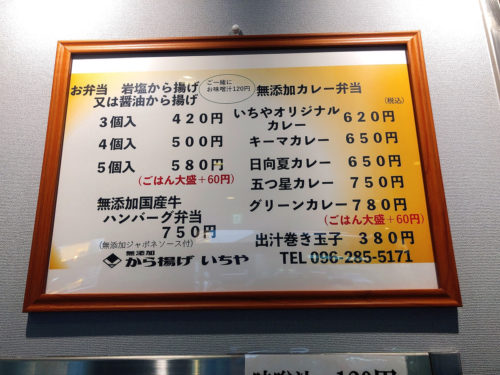 お弁当 岩塩から揚げ
又は醤油から揚げ
ご一緒に
お味噌汁120円
3個入 420円
4個入 500円
5個入 580円
(ごはん大盛+60円)
無添加国産牛
ハンバーグ弁当
750円
(無添加ジャポネソース付)
無添加
から揚げ いちや
無添加カレー弁当
(税込)
いちやオリジナル
カレー 620円
キーマカレー 650円
日向夏カレー 650円
五つ星カレー 750円
グリーンカレー 780円
(ごはん大盛+60円)
出汁巻き玉子 380円
TEL 096-285-5171